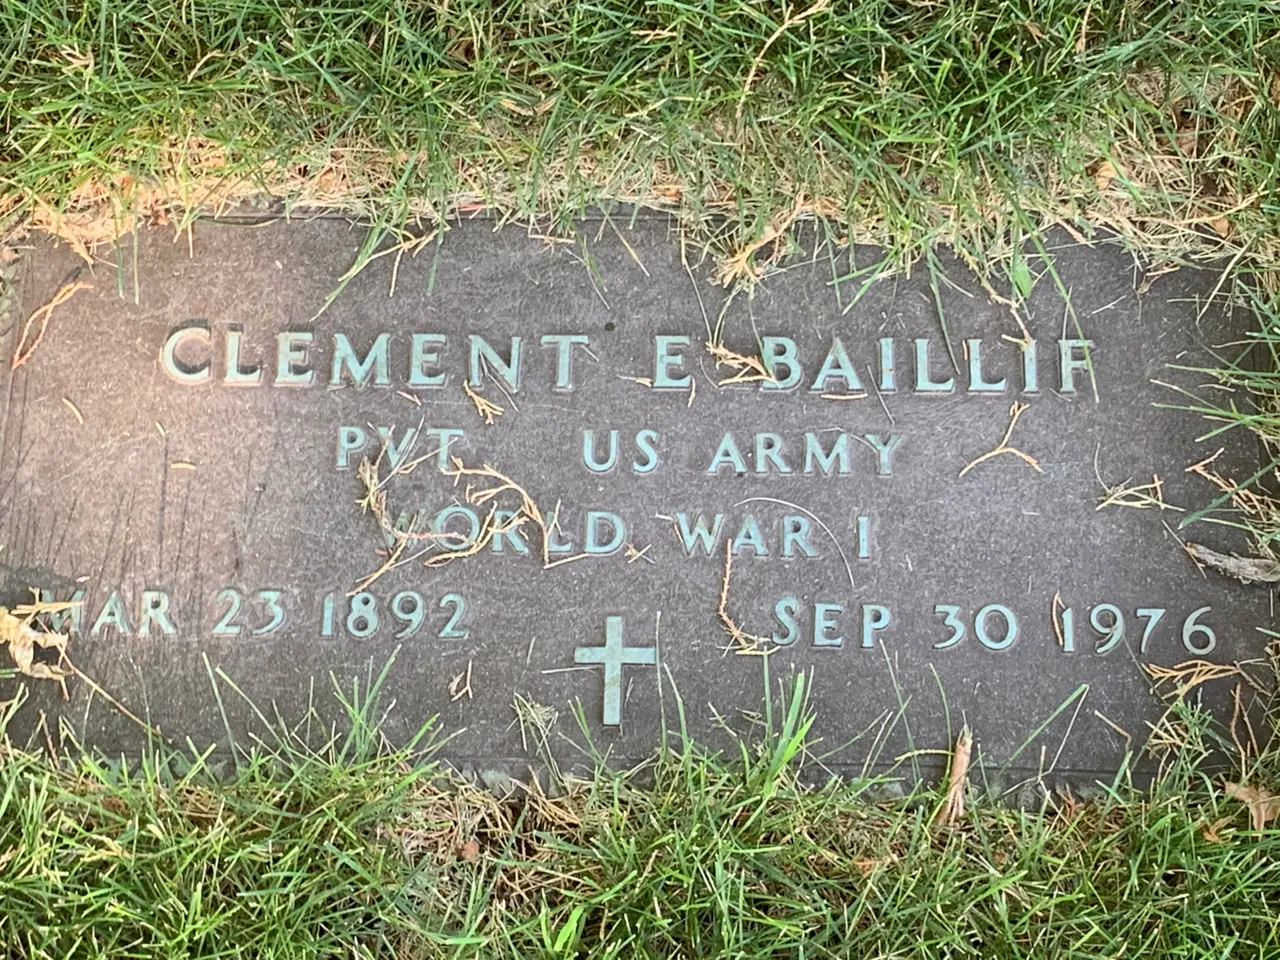 CLEMENT E BAILLIF
PVT US ARMY
WORLD WAR I
MAR 23 1892 SEP 30 1976